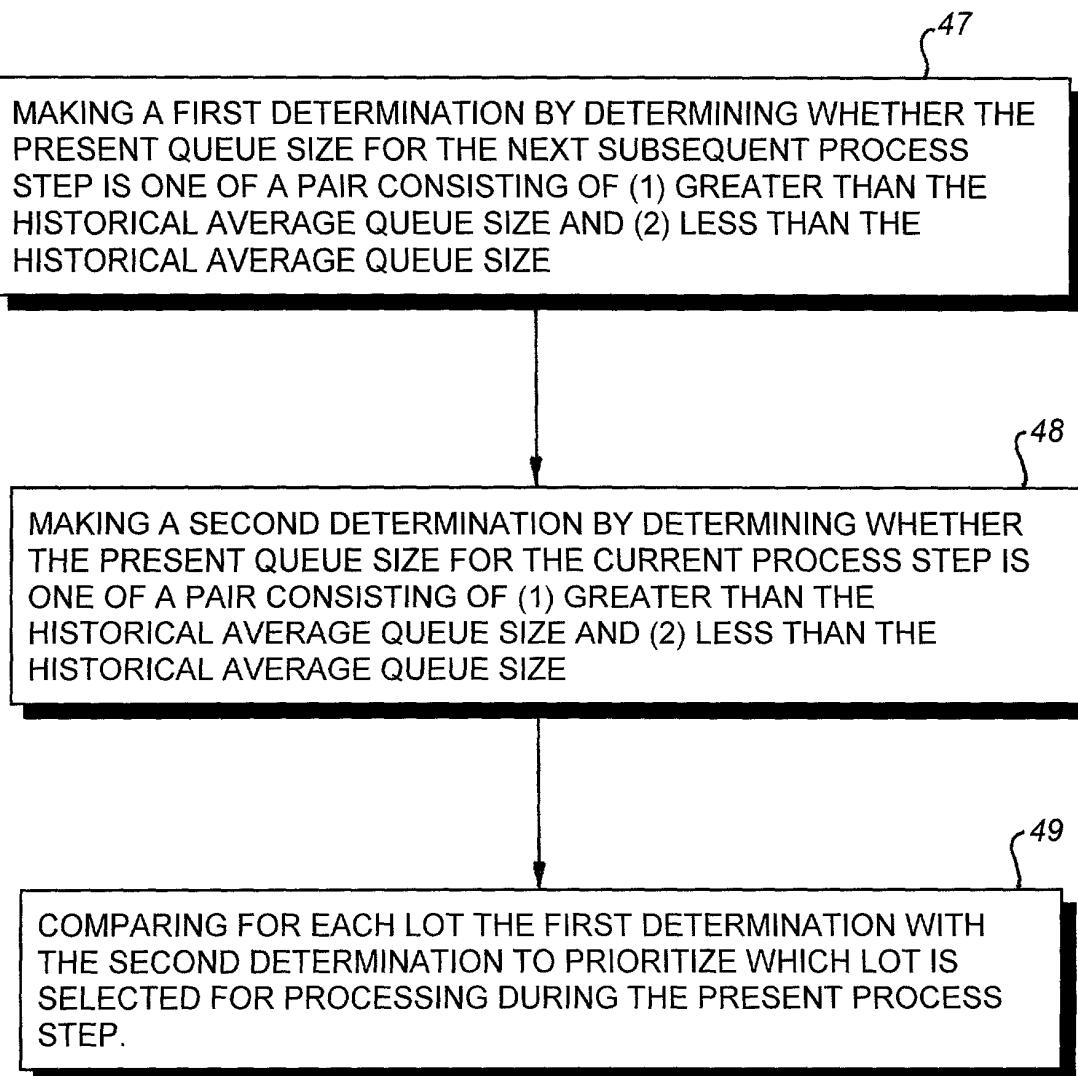 47
MAKING A FIRST DETERMINATION BY DETERMINING WHETHER THE
PRESENT QUEUE SIZE FOR THE NEXT SUBSEQUENT PROCESS
STEP IS ONE OF A PAIR CONSISTING OF (1) GREATER THAN THE
HISTORICAL AVERAGE QUEUE SIZE AND (2) LESS THAN THE
HISTORICAL AVERAGE QUEUE SIZE
48
MAKING A SECOND DETERMINATION BY DETERMINING WHETHER
THE PRESENT QUEUE SIZE FOR THE CURRENT PROCESS STEP IS
ONE OF A PAIR CONSISTING OF (1) GREATER THAN THE
HISTORICAL AVERAGE QUEUE SIZE AND (2) LESS THAN THE
HISTORICAL AVERAGE QUEUE SIZE
49
COMPARING FOR EACH LOT THE FIRST DETERMINATION WITH
THE SECOND DETERMINATION TO PRIORITIZE WHICH LOT IS
SELECTED FOR PROCESSING DURING THE PRESENT PROCESS
STEP.